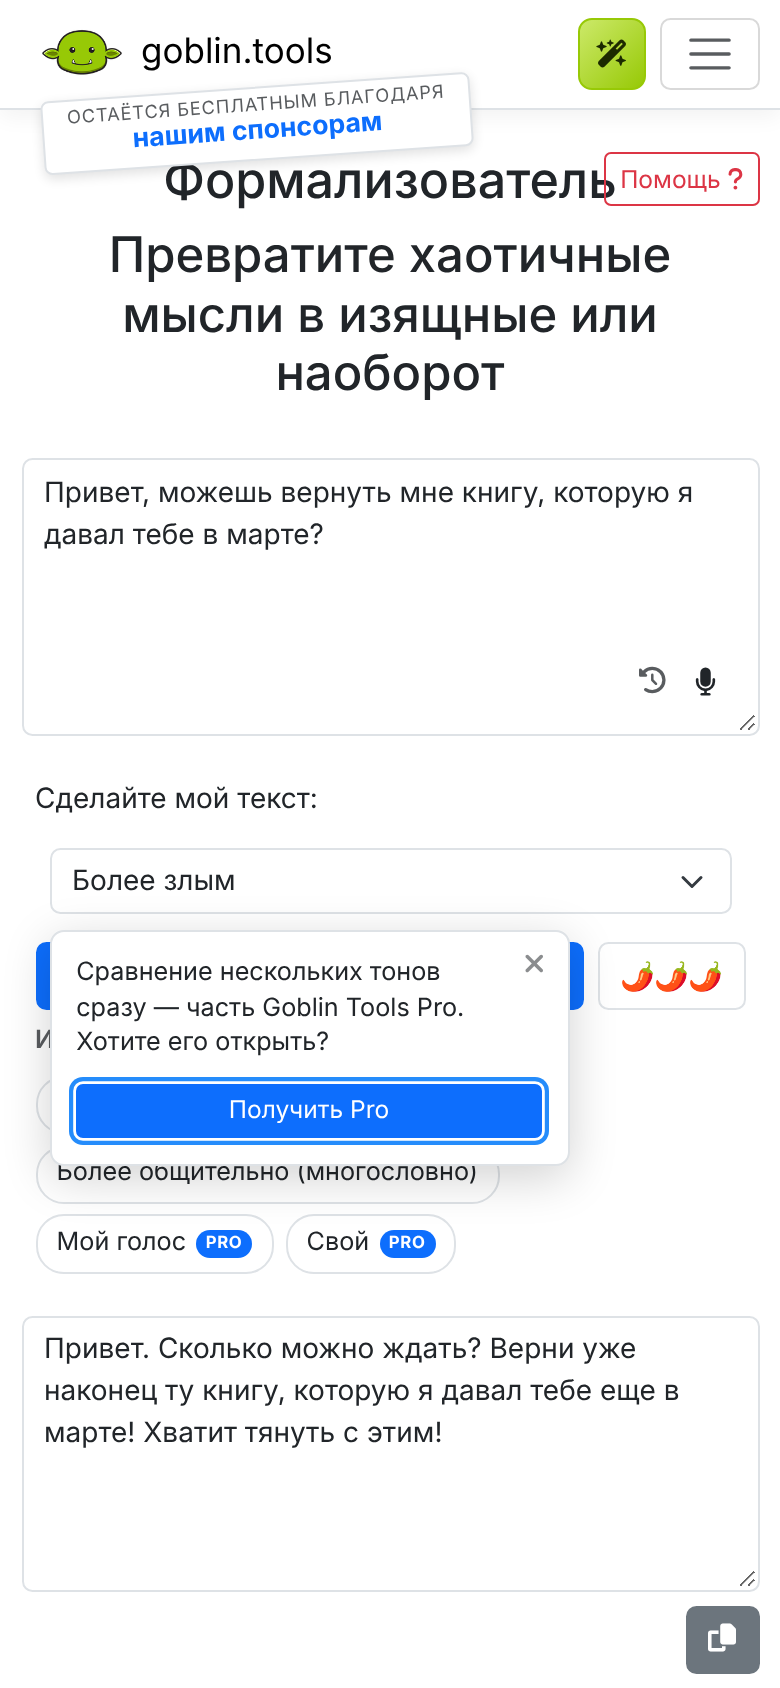 goblin.tools
ОСТАЁТСЯ БЕСПЛАТНЫМ БЛАГОДАРЯ
нашим спонсорам
Формализователь
Помощь ?
Превратите хаотичные
мысли в изящные или
наоборот
Привет, можешь вернуть мне книгу, которую я
давал тебе в марте?
Сделайте мой текст:
Более злым
Сравнение нескольких тонов
сразу — часть Goblin Tools Pro.
Хотите его открыть?
Получить Pro
Более общительно (многословно)
Мой голос PRO
Свой PRO
Привет. Сколько можно ждать? Верни уже
наконец ту книгу, которую я давал тебе еще в
марте! Хватит тянуть с этим!